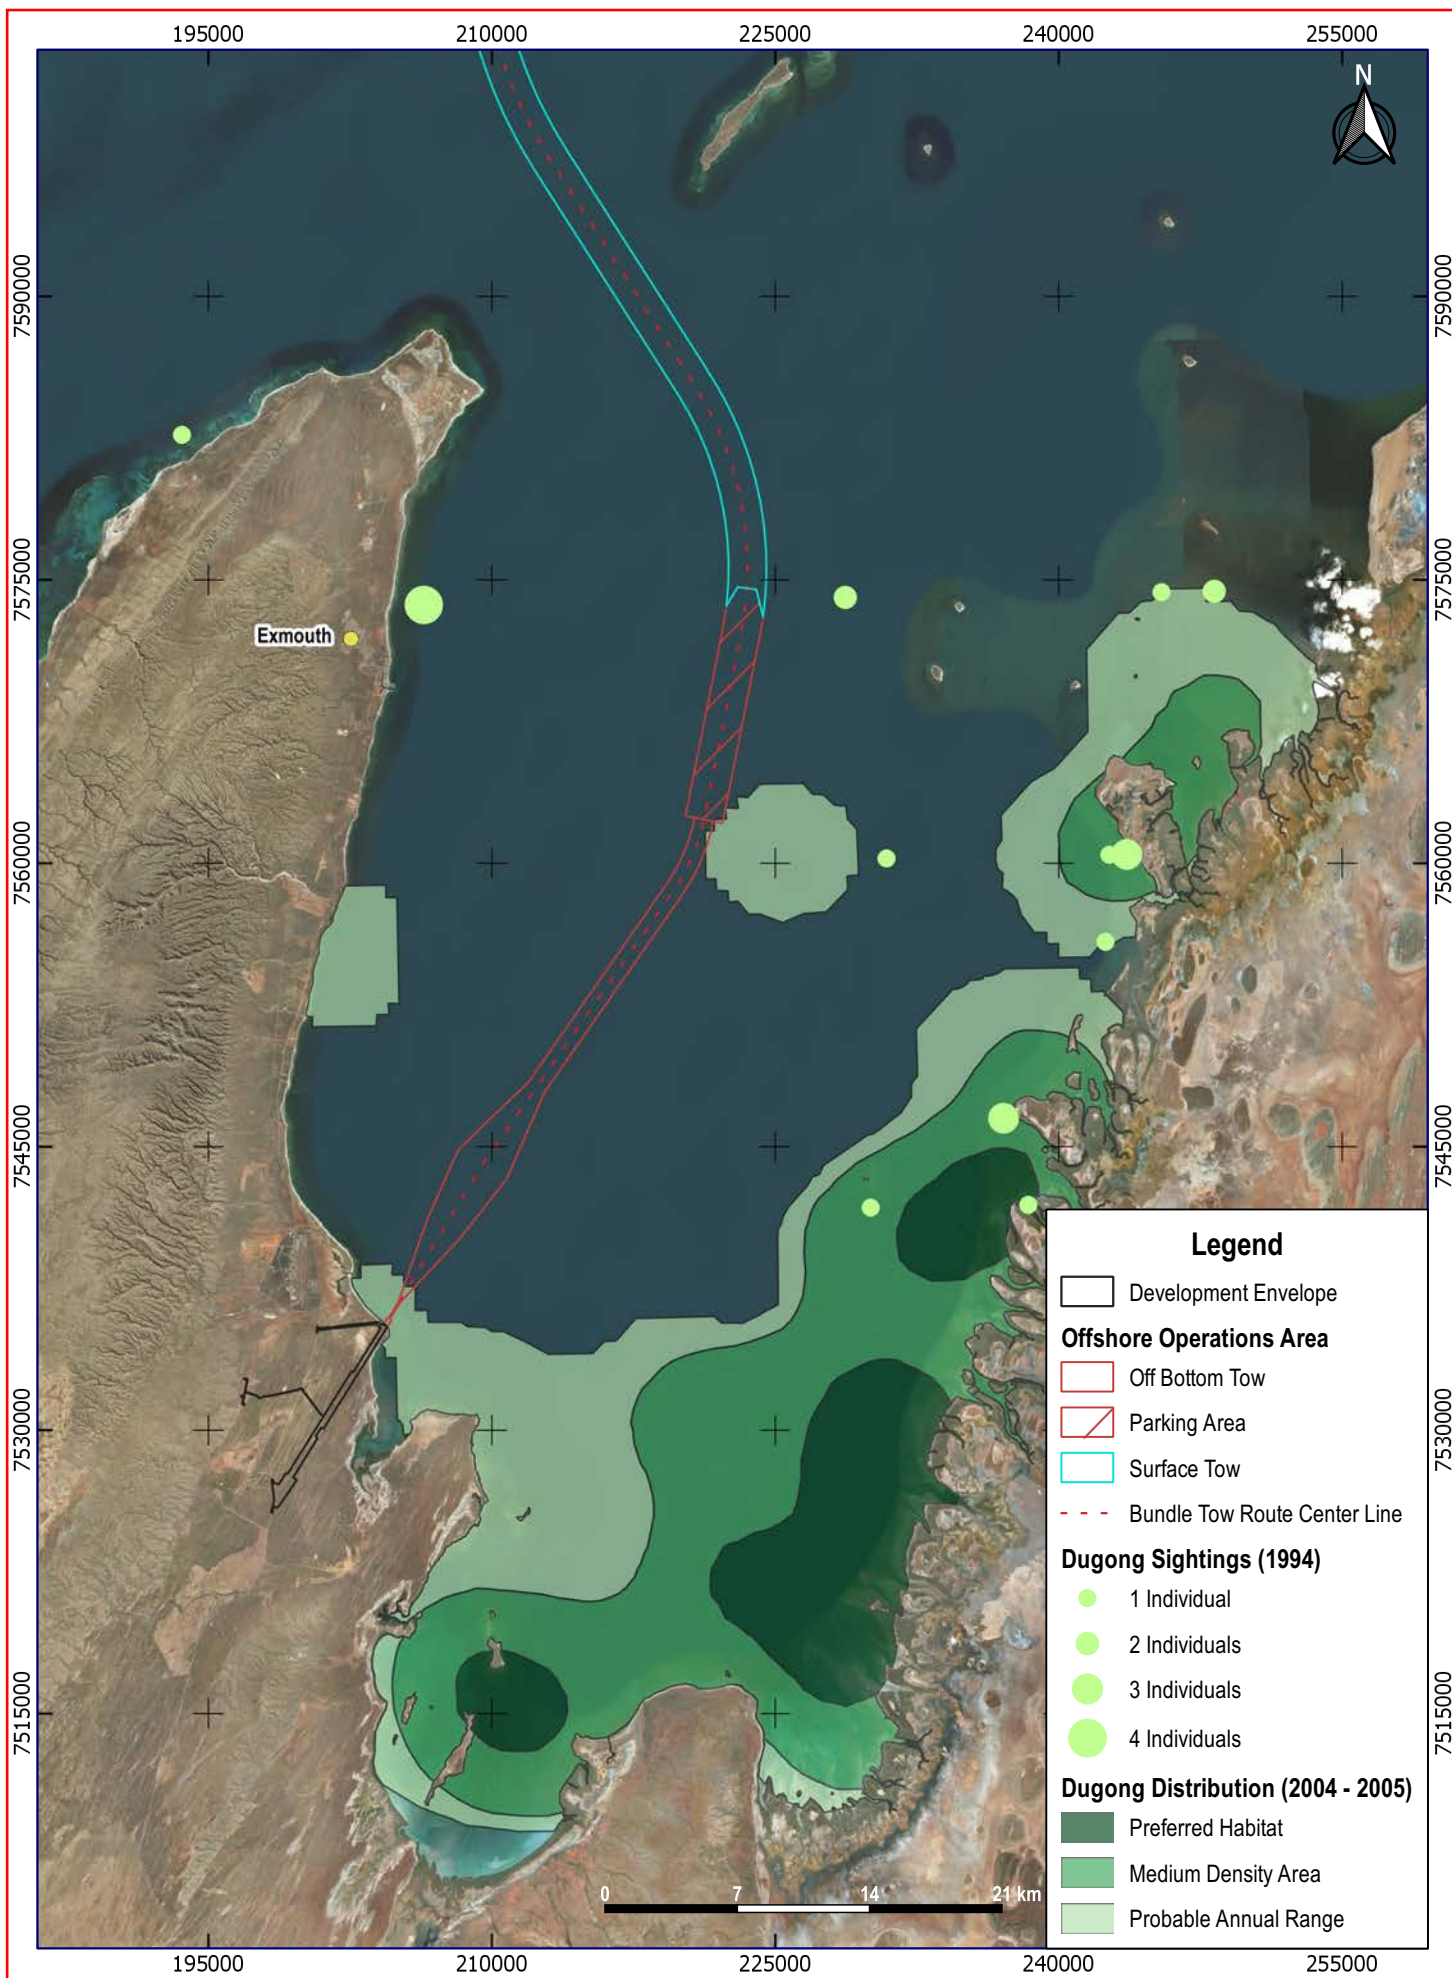 195000 210000 225000 240000 255000
N
7590000 7590000
7575000 7575000
Exmouth
7560000 7560000
7545000 7545000
Legend
Development Envelope
Offshore Operations Area
Off Bottom Tow
Parking Area
7530000 7530000
Surface Tow
Bundle Tow Route Center Line
Dugong Sightings (1994)
1 Individual
2 Individuals
3 Individuals
7515000 7515000
4 Individuals
Dugong Distribution (2004 - 2005)
Preferred Habitat
Medium Density Area
0 7 14 21 km
Probable Annual Range
195000 210000 225000 240000 255000